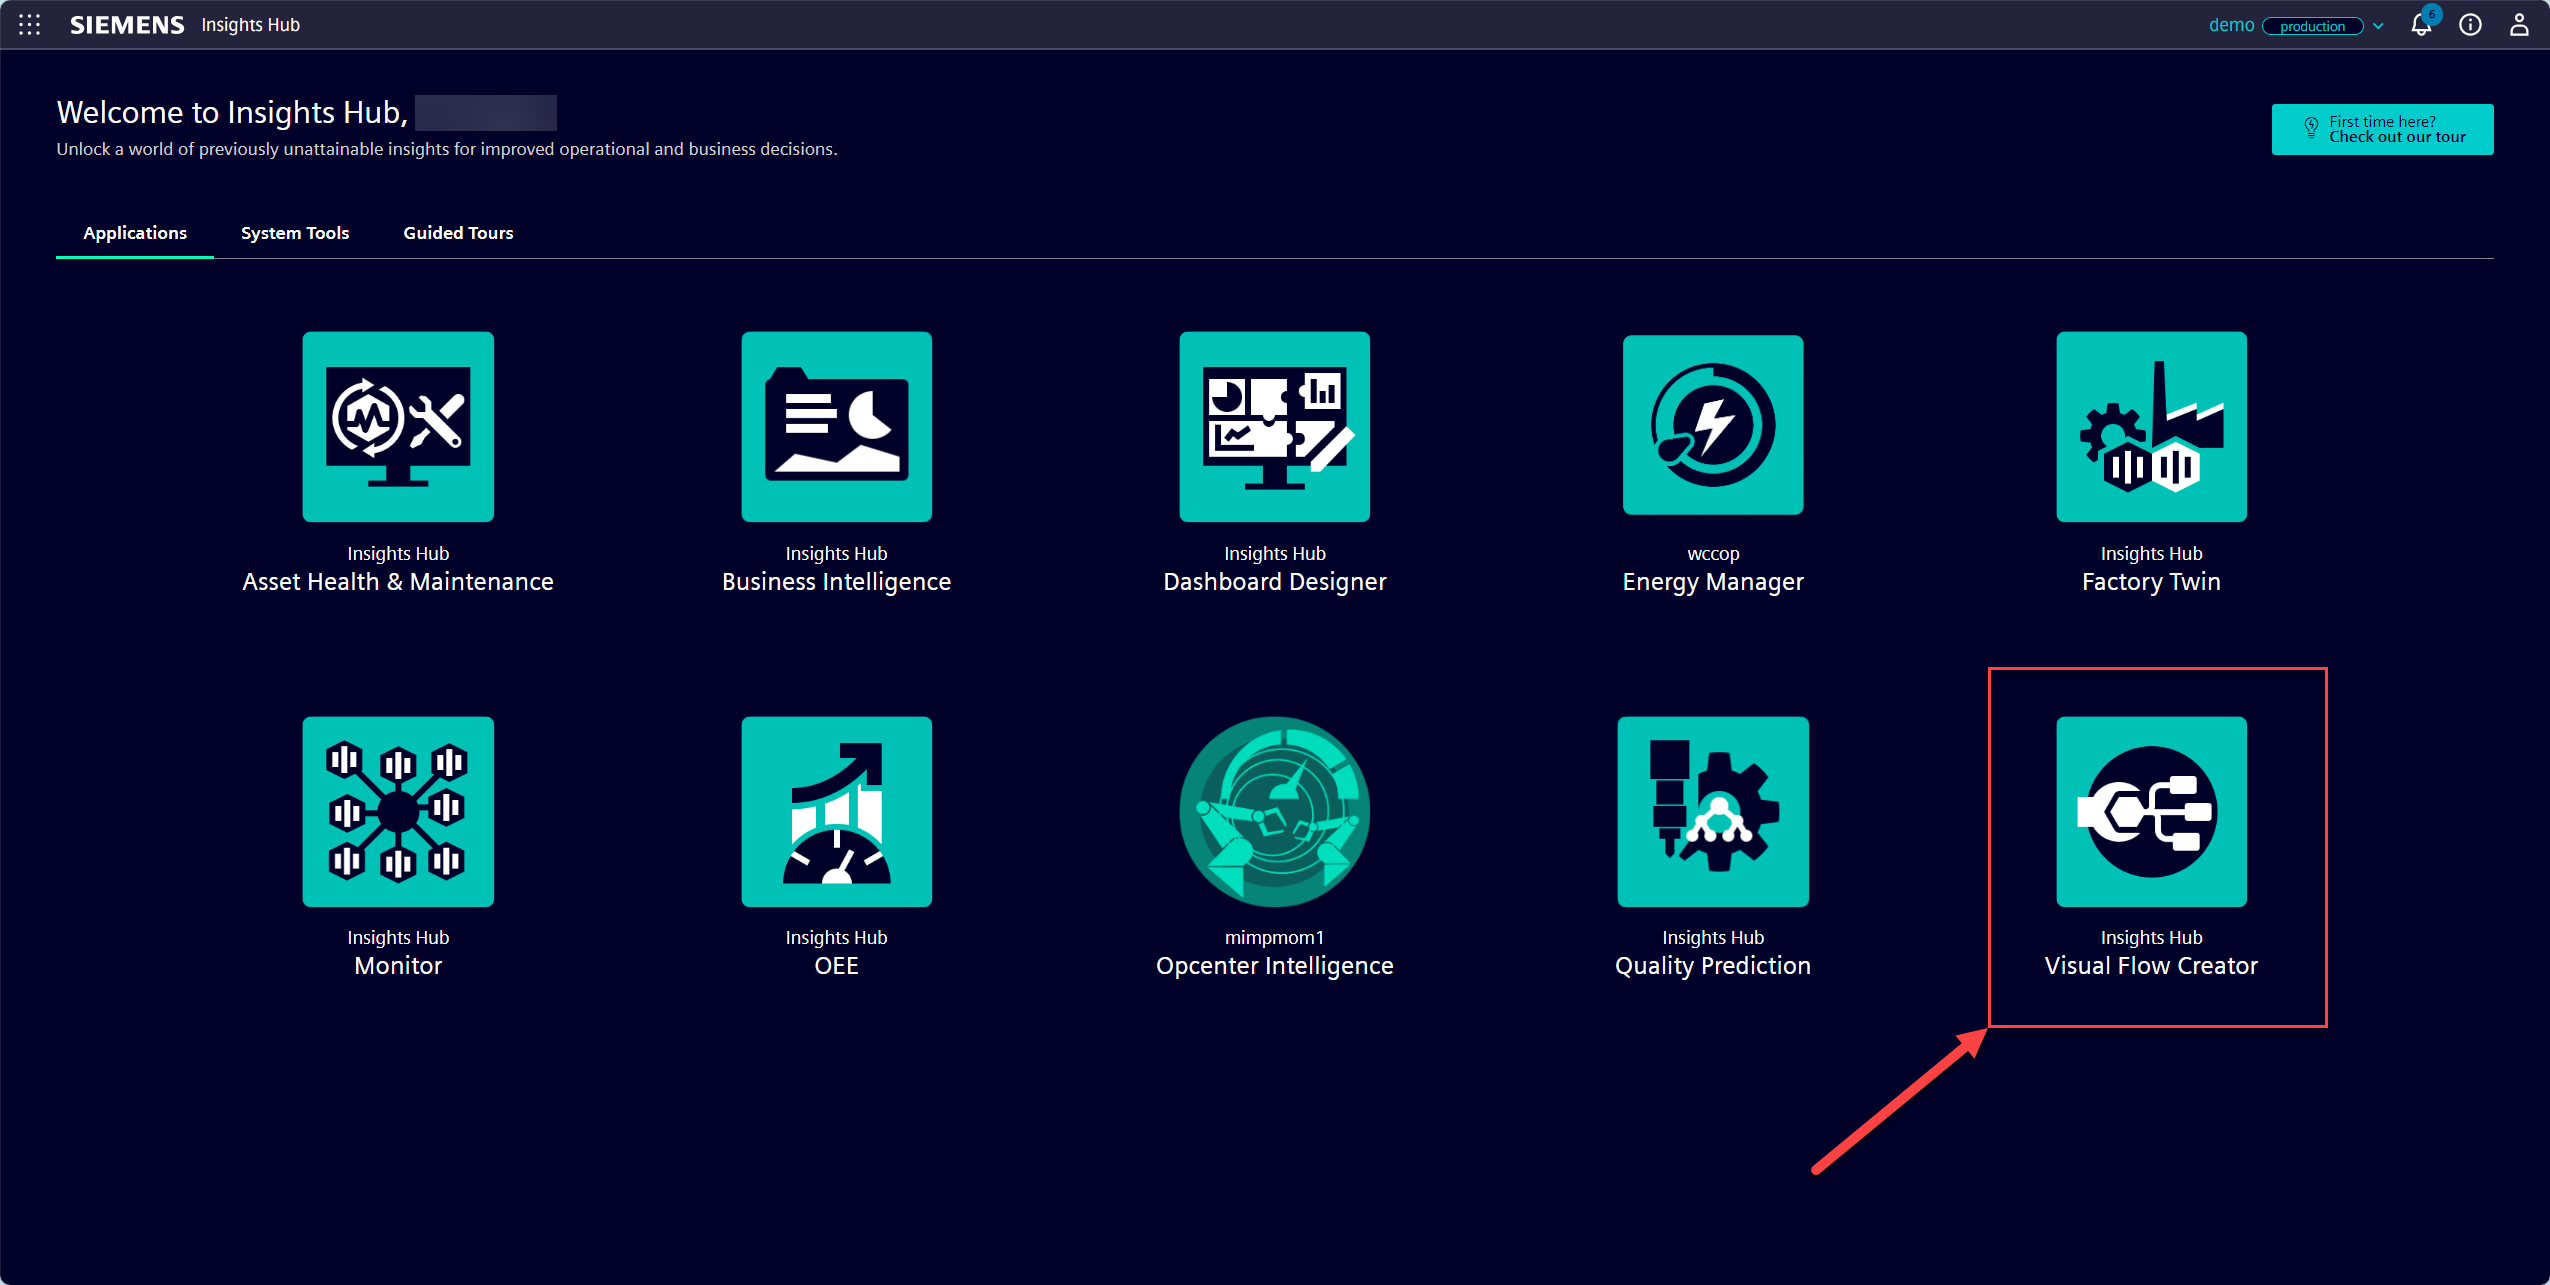 SIEMENS Insights Hub
demo production
6
Welcome to Insights Hub,
Unlock a world of previously unattainable insights for improved operational and business decisions.
First time here?
Check out our tour
Applications System Tools Guided Tours
Insights Hub
Asset Health & Maintenance
Insights Hub
Business Intelligence
Insights Hub
Dashboard Designer
wccop
Energy Manager
Insights Hub
Factory Twin
Insights Hub
Monitor
Insights Hub
OEE
mimpmom1
Opcenter Intelligence
Insights Hub
Quality Prediction
Insights Hub
Visual Flow Creator